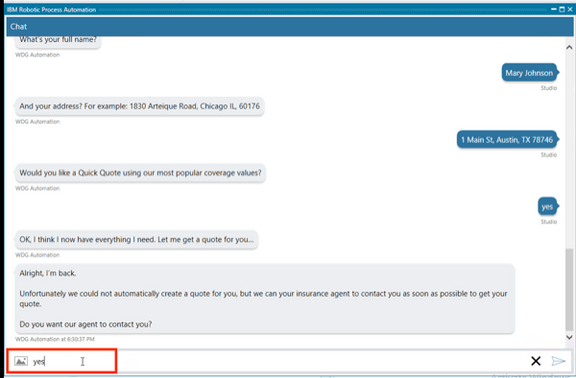 IBM Robotic Process Automation
Chat
What's your full name?
WDG Automation
Mary Johnson
Studio
And your address? For example: 1830 Arteique Road, Chicago IL, 60176
WDG Automation
1 Main St, Austin, TX 78746
Studio
Would you like a Quick Quote using our most popular coverage values?
WDG Automation
yes
Studio
OK, I think I now have everything I need. Let me get a quote for you...
WDG Automation
Alright, I'm back.
Unfortunately we could not automatically create a quote for you, but we can your insurance agent to contact you as soon as possible to get your
quote.
Do you want our agent to contact you?
WDG Automation at 6:30:37 PM
yes